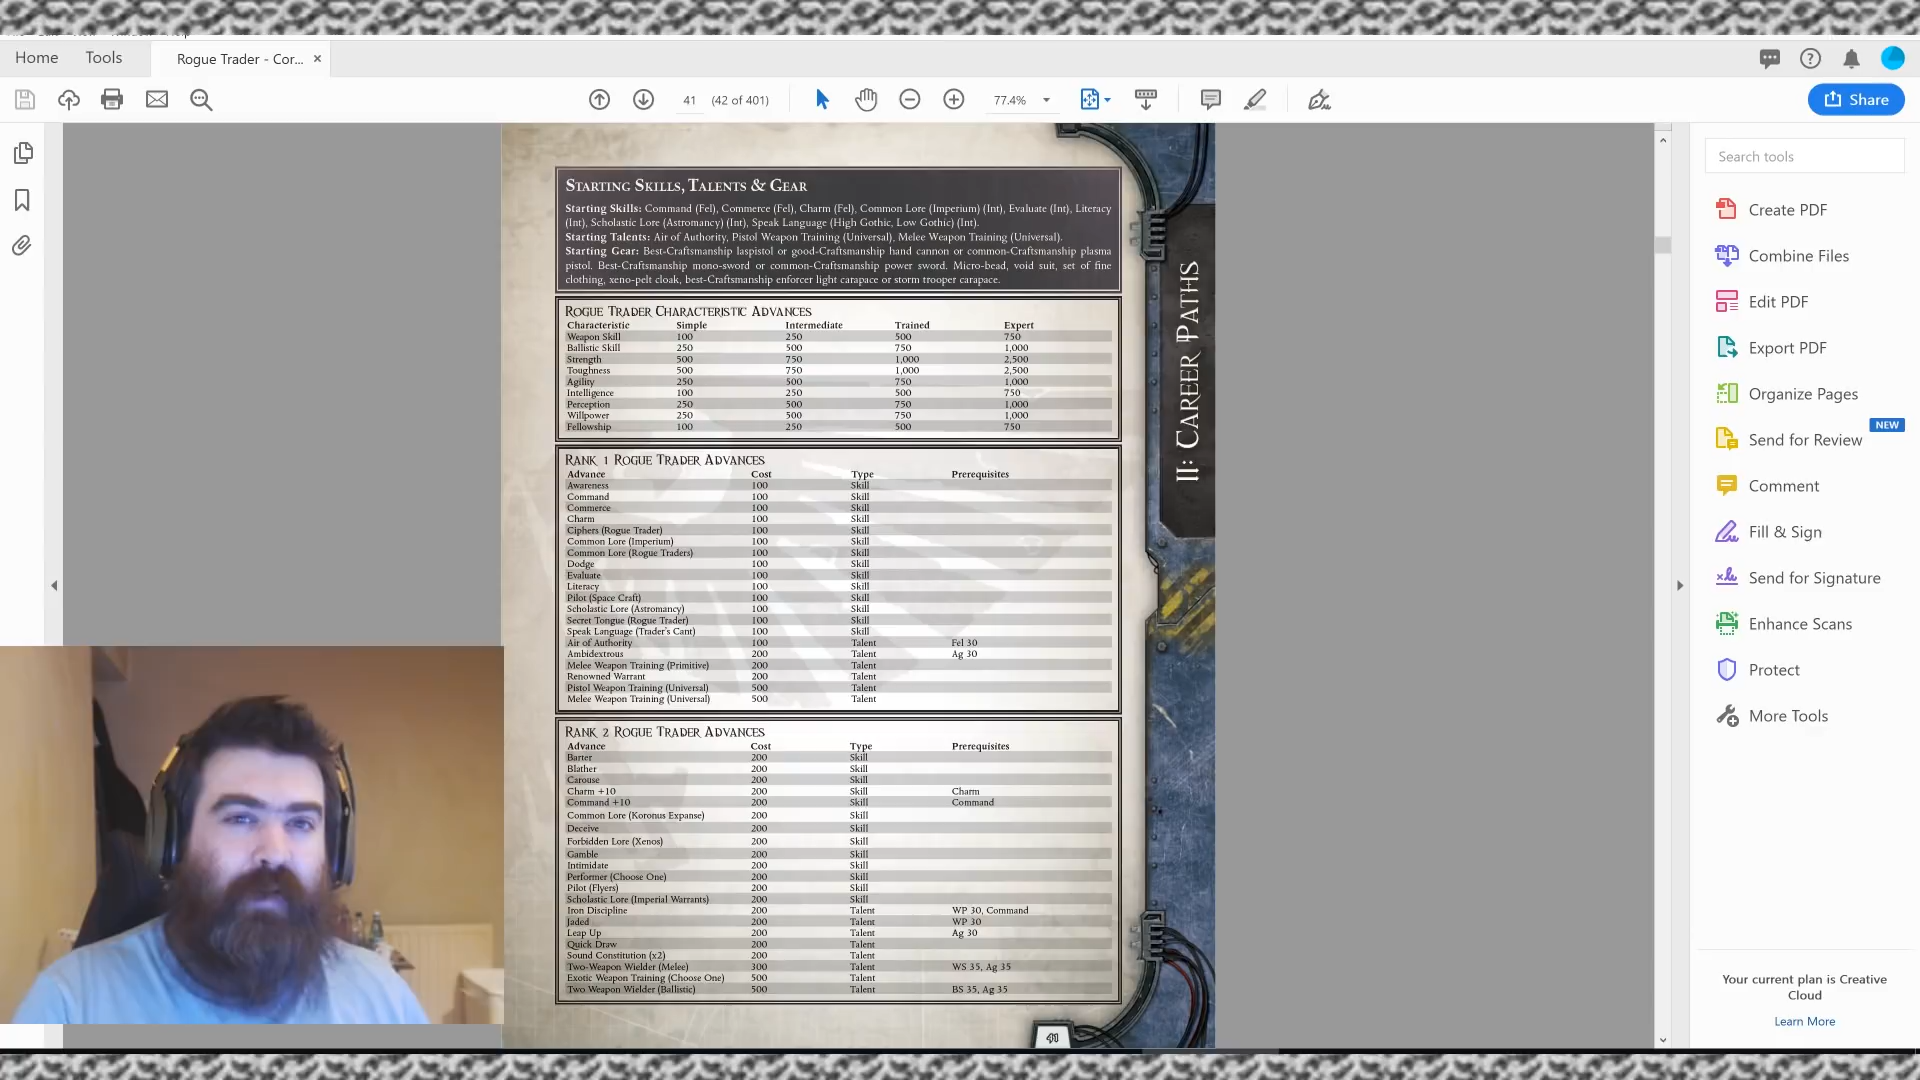 Home
Tools
Rogue Trader - Cor...
41
(42 of 401)
77.4%
Share
STARTING SKILLS, TALENTS & GEAR
Starting Skills: Command (Fel), Commerce (Fel), Charm (Fel), Common Lore (Imperium) (Int), Evaluate (Int), Literacy
(Int), Scholastic Lore (Astromancy) (Int), Speak Language (High Gothic, Low Gothic) (Int).
Starting Talents: Air of Authority, Pistol Weapon Training (Universal), Melee Weapon Training (Universal).
Starting Gear: Best-Craftsmanship laspistol or good-Craftsmanship hand cannon or common-Craftsmanship plasma
pistol. Best-Craftsmanship mono-sword or common-Craftsmanship power sword. Micro-bead, void suit, set of fine
clothing, xeno-pelt cloak, best-Craftsmanship enforcer light carapace or storm trooper carapace.
ROGUE TRADER CHARACTERISTIC ADVANCES
Characteristic Simple Intermediate Trained Expert
Weapon Skill 100 250 500 750
Ballistic Skill 250 500 750 1,000
Strength 500 750 1,000 2,500
Toughness 500 750 1,000 2,500
Agility 250 500 750 1,000
Intelligence 100 250 500 750
Perception 250 500 750 1,000
Willpower 250 500 750 1,000
Fellowship 100 250 500 750
RANK 1 ROGUE TRADER ADVANCES
Advance Cost Type Prerequisites
Awareness 100 Skill
Command 100 Skill
Commerce 100 Skill
Charm 100 Skill
Ciphers (Rogue Trader) 100 Skill
Common Lore (Imperium) 100 Skill
Common Lore (Rogue Traders) 100 Skill
Dodge 100 Skill
Evaluate 100 Skill
Literacy 100 Skill
Pilot (Space Craft) 100 Skill
Scholastic Lore (Astromancy) 100 Skill
Secret Tongue (Rogue Trader) 100 Skill
Speak Language (Trader's Cant) 100 Skill
Air of Authority 100 Talent Fel 30
Ambidextrous 200 Talent Ag 30
Melee Weapon Training (Primitive) 200 Talent
Renowned Warrant 200 Talent
Pistol Weapon Training (Universal) 500 Talent
Melee Weapon Training (Universal) 500 Talent
RANK 2 ROGUE TRADER ADVANCES
Advance Cost Type Prerequisites
Barter 200 Skill
Blather 200 Skill
Carouse 200 Skill
Charm +10 200 Skill Charm
Command +10 200 Skill Command
Common Lore (Koronus Expanse) 200 Skill
Deceive 200 Skill
Forbidden Lore (Xenos) 200 Skill
Gamble 200 Skill
Intimidate 200 Skill
Performer (Choose One) 200 Skill
Pilot (Flyers) 200 Skill
Scholastic Lore (Imperial Warrants) 200 Skill
Iron Discipline 200 Talent WP 30, Command
Jaded 200 Talent WP 30
Leap Up 200 Talent Ag 30
Quick Draw 200 Talent
Sound Constitution (x2) 200 Talent
Two-Weapon Wielder (Melee) 300 Talent WS 35, Ag 35
Exotic Weapon Training (Choose One) 500 Talent
Two Weapon Wielder (Ballistic) 500 Talent BS 35, Ag 35
41
II: CAREER PATHS
Search tools
Create PDF
Combine Files
Edit PDF
Export PDF
Organize Pages
NEW
Send for Review
Comment
Fill & Sign
Send for Signature
Enhance Scans
Protect
More Tools
Your current plan is Creative
Cloud
Learn More